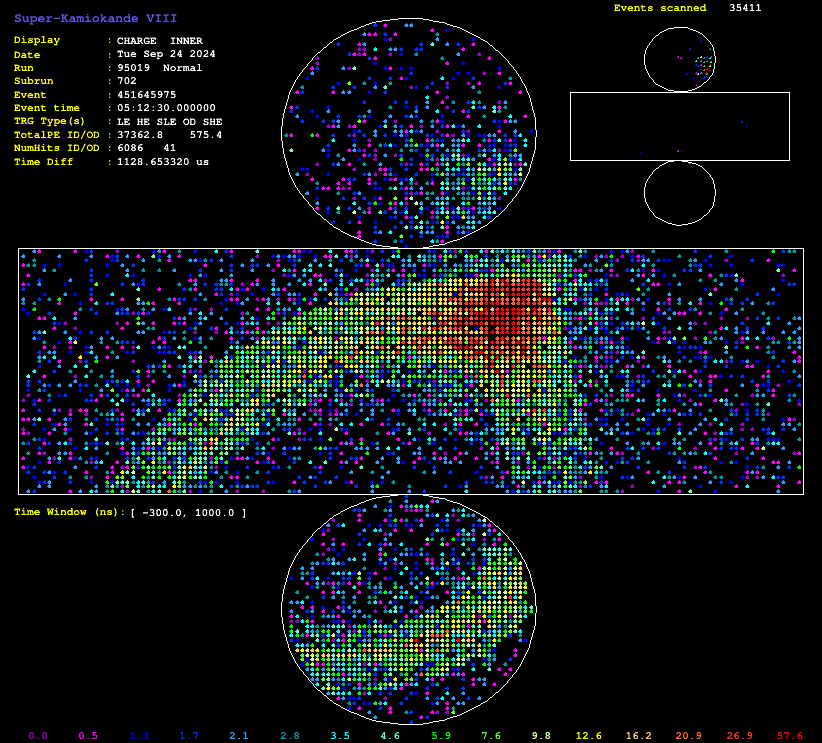 Events scanned 35411
Super-Kamiokande VIII
Display : CHARGE INNER
Date : Tue Sep 24 2024
Run : 95019 Normal
Subrun : 702
Event : 451645975
Event time : 05:12:30.000000
TRG Type(s) : LE HE SLE OD SHE
TotalPE ID/OD : 37362.8 575.4
NumHits ID/OD : 6086 41
Time Diff : 1128.653320 us
Time Window (ns): [ -300.0, 1000.0 ]
0.0 0.5 1.3 1.7 2.1 2.8 3.5 4.6 5.9 7.6 9.8 12.6 16.2 20.9 26.9 57.6